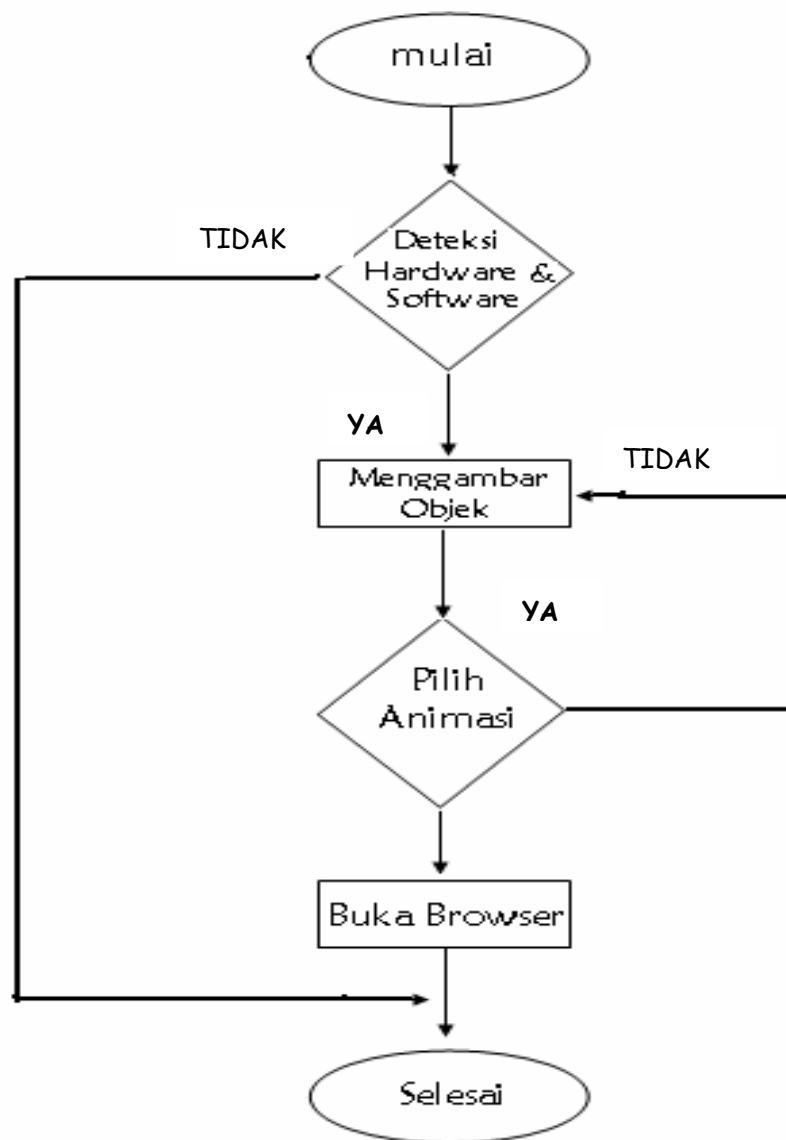 mulai
TIDAK
Deteksi
Hardware &
Software
YA
TIDAK
Menggambar
Objek
YA
Pilih
Animasi
Buka Browser
Selesai